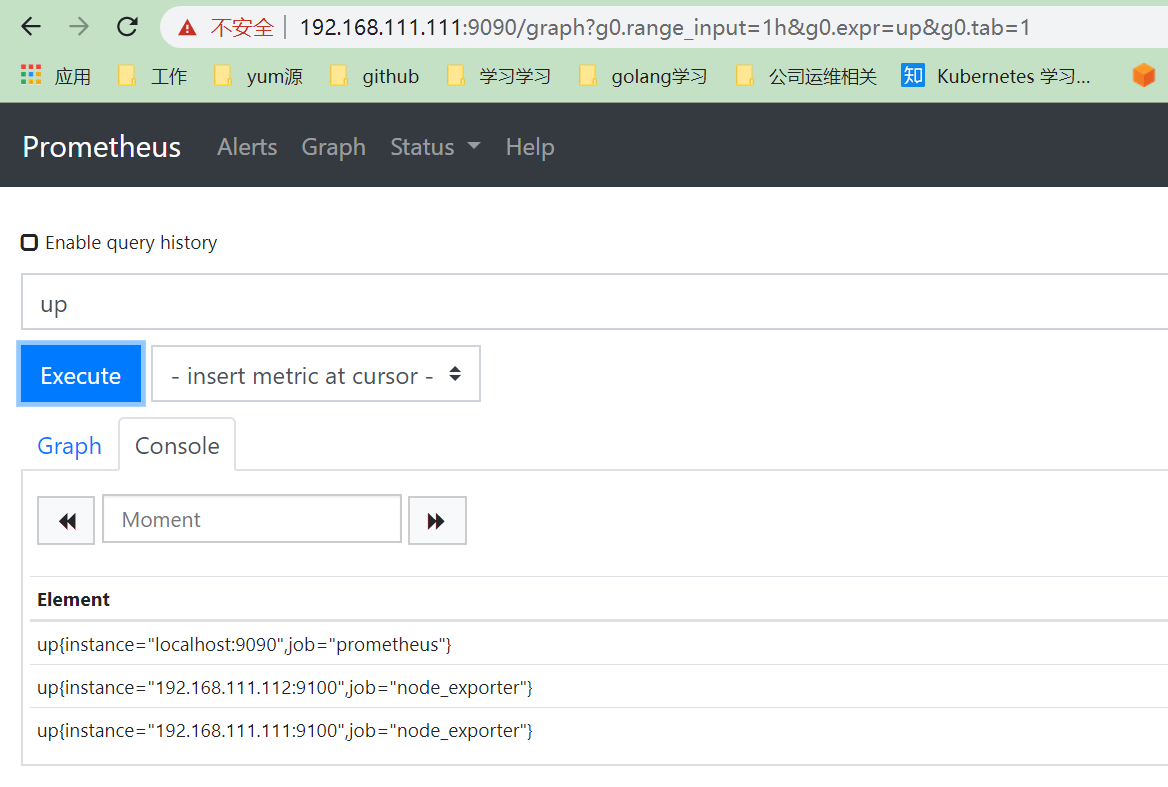 不安全 192.168.111.111:9090/graph?g0.range_input=1h&g0.expr=up&g0.tab=1
应用 工作 yum源 github 学习学习 golang学习 公司运维相关 知 Kubernetes 学习...
Prometheus Alerts Graph Status Help
Enable query history
up
Execute - insert metric at cursor -
Graph Console
Moment
Element
up{instance="localhost:9090",job="prometheus"}
up{instance="192.168.111.112:9100",job="node_exporter"}
up{instance="192.168.111.111:9100",job="node_exporter"}